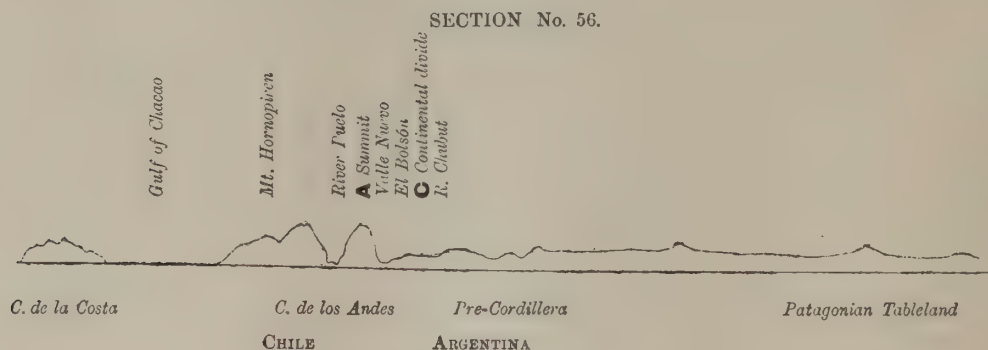 SECTION No. 56.
Gulf of Chacao
Mt. Hornopiren
River Puelo
A Summit
Valle Nuevo
El Bolsón
C Continental divide
R. Chubut
C. de la Costa
C. de los Andes
Pre-Cordillera
Patagonian Tableland
CHILE
ARGENTINA